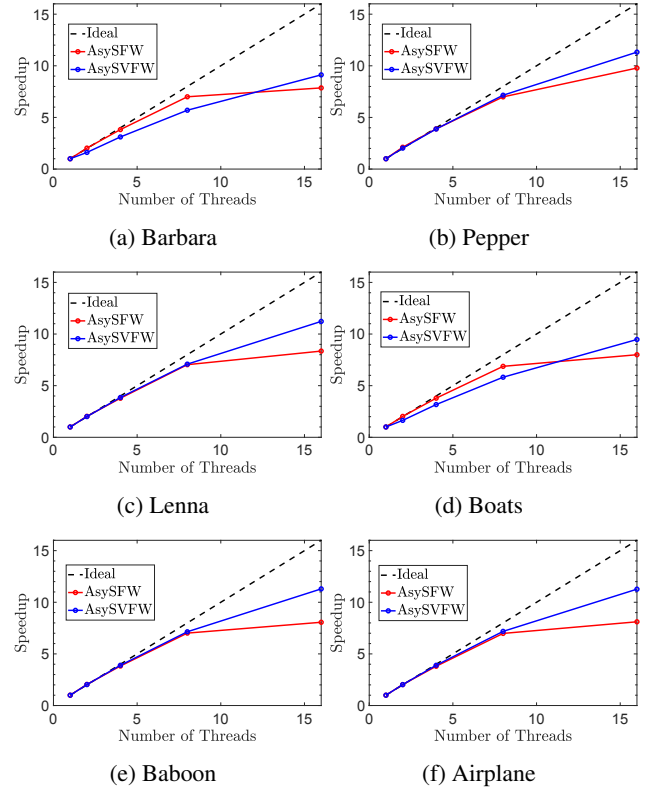 15
10
5
0
Speedup
Ideal
AsySFW
AsySVFW
0 5 10 15
Number of Threads
(a) Barbara
15
10
5
0
Speedup
Ideal
AsySFW
AsySVFW
0 5 10 15
Number of Threads
(b) Pepper
15
10
5
0
Speedup
Ideal
AsySFW
AsySVFW
0 5 10 15
Number of Threads
(c) Lenna
15
10
5
0
Speedup
Ideal
AsySFW
AsySVFW
0 5 10 15
Number of Threads
(d) Boats
15
10
5
0
Speedup
Ideal
AsySFW
AsySVFW
0 5 10 15
Number of Threads
(e) Baboon
15
10
5
0
Speedup
Ideal
AsySFW
AsySVFW
0 5 10 15
Number of Threads
(f) Airplane